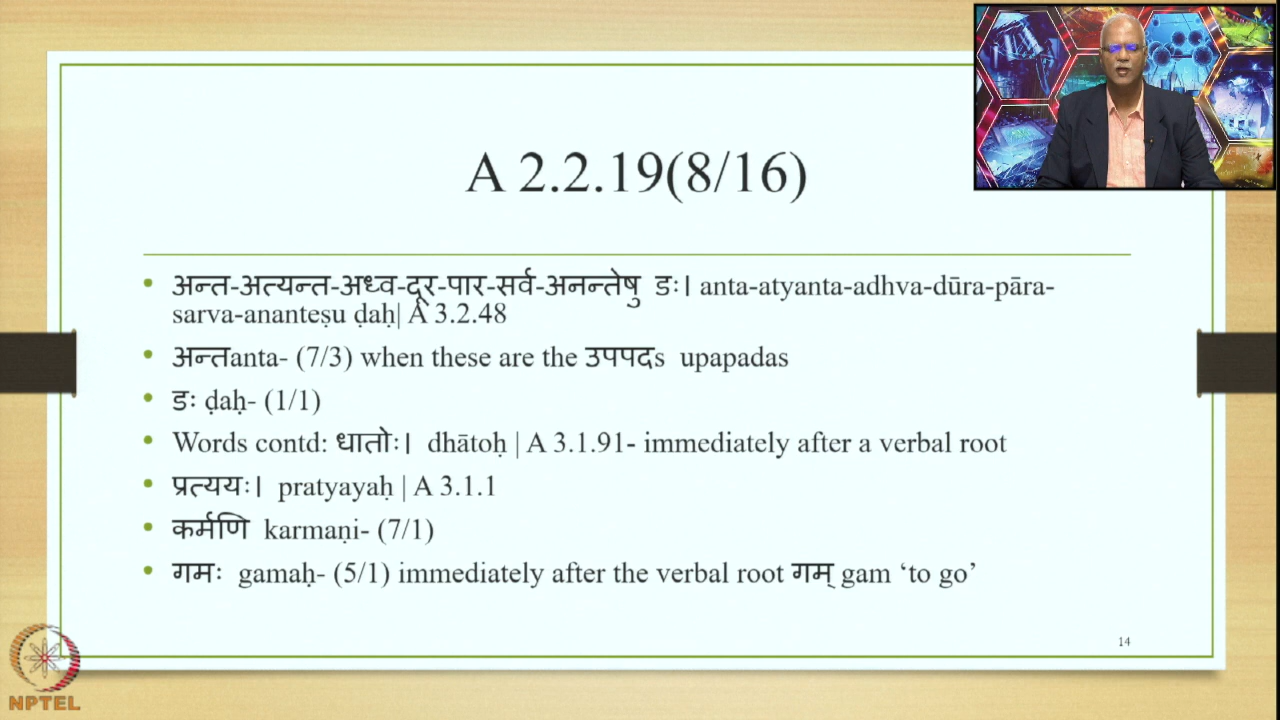 A 2.2.19(8/16)
• अन्त-अत्यन्त-अध्व-दूर-पार-सर्व-अनन्तेषु डः। anta-atyanta-adhva-dūra-pāra-
sarva-ananteṣu ḍaḥ| A 3.2.48
• अन्तanta- (7/3) when these are the उपपदs upapadas
• डः ḍaḥ- (1/1)
• Words contd: धातोः। dhātoḥ | A 3.1.91- immediately after a verbal root
• प्रत्ययः। pratyayaḥ | A 3.1.1
• कर्मणि karmaṇi- (7/1)
• गमः gamaḥ- (5/1) immediately after the verbal root गम् gam ‘to go’
14
NPTEL